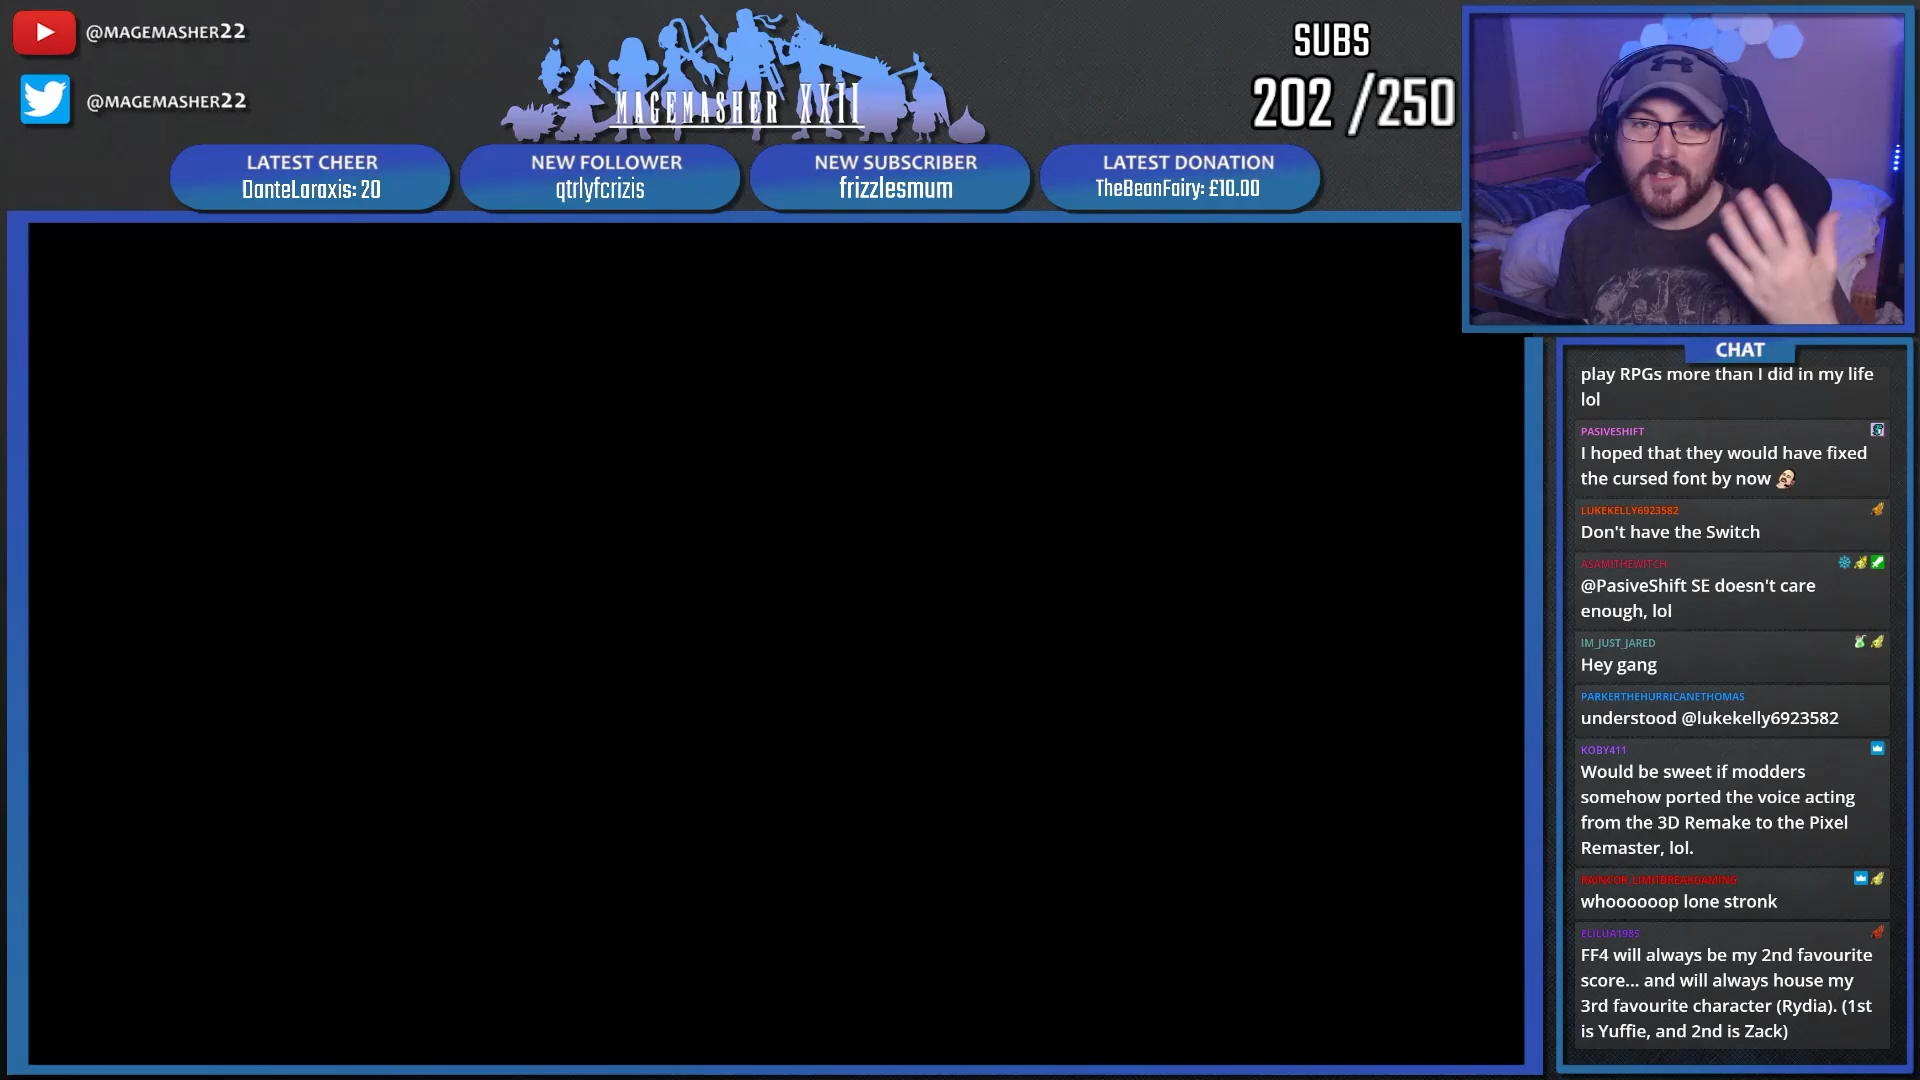 @MAGEMASHER22
@MAGEMASHER22
MAGEMASHER XXII
SUBS
202 /250
LATEST CHEER
DanteLaraxis: 20
NEW FOLLOWER
qtrlyfcrizis
NEW SUBSCRIBER
frizzlesmum
LATEST DONATION
TheBeanFairy: £10.00
CHAT
play RPGs more than I did in my life
lol
PASIVESHIFT
I hoped that they would have fixed
the cursed font by now
LUKEKELLY6923582
Don't have the Switch
ASAMITHEWITCH
@PasiveShift SE doesn't care
enough, lol
IM_JUST_JARED
Hey gang
PARKERTHEHURRICANETHOMAS
understood @lukekelly6923582
KOBY411
Would be sweet if modders
somehow ported the voice acting
from the 3D Remake to the Pixel
Remaster, lol.
RAINCOR_LIMITBREAKGAMING
whoooooop lone stronk
ELILUA1985
FF4 will always be my 2nd favourite
score... and will always house my
3rd favourite character (Rydia). (1st
is Yuffie, and 2nd is Zack)